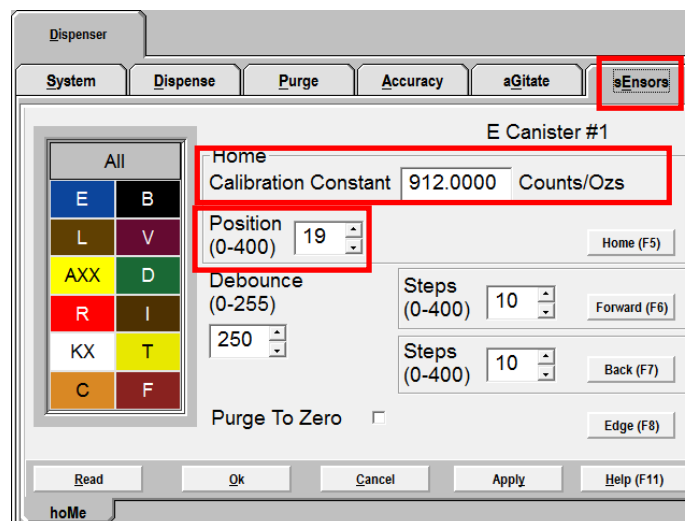 Dispenser
System Dispense Purge Accuracy aGitate sEnsors
E Canister #1
All
E B
L V
AXX D
R I
KX T
C F
Home
Calibration Constant 912.0000 Counts/Ozs
Position
(0-400) 19
Home (F5)
Debounce
(0-255)
250
Steps
(0-400) 10 Forward (F6)
Steps
(0-400) 10 Back (F7)
Purge To Zero
Edge (F8)
Read Ok Cancel Apply Help (F11)
hoMe